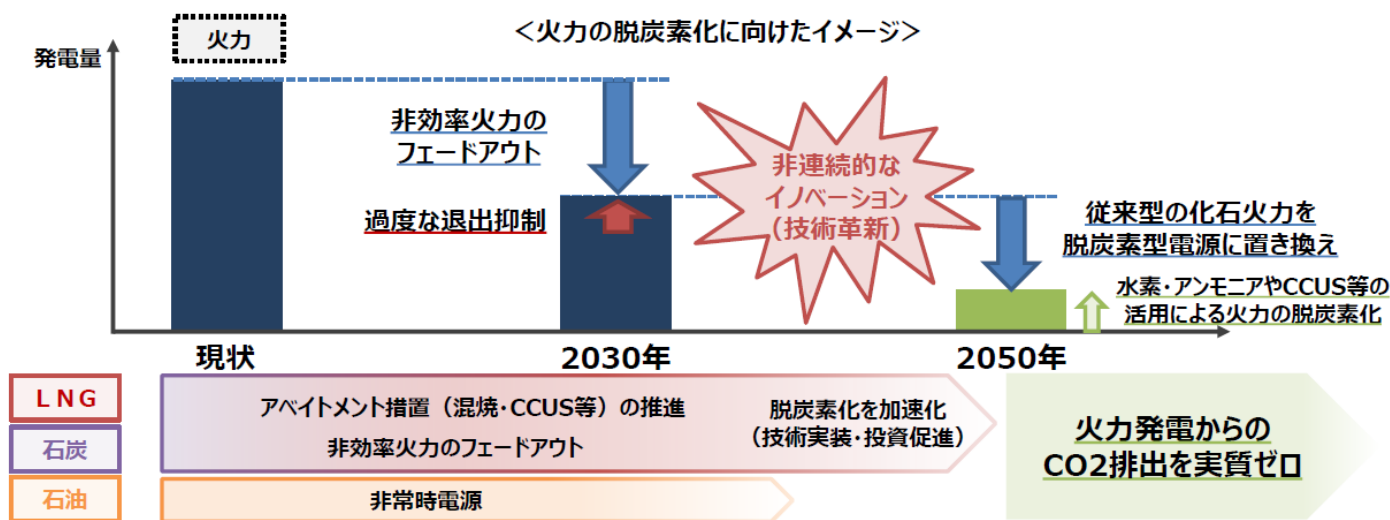 ＜火力の脱炭素化に向けたイメージ＞
火力
発電量
非効率火力の
フェードアウト
過度な退出抑制
非連続的な
イノベーション
（技術革新）
従来型の化石火力を
脱炭素型電源に置き換え
水素・アンモニアやCCUS等の
活用による火力の脱炭素化
現状
2030年
2050年
ＬＮＧ
石炭
石油
アベイトメント措置（混焼・CCUS等）の推進
非効率火力のフェードアウト
脱炭素化を加速化
（技術実装・投資促進）
非常時電源
火力発電からの
CO2排出を実質ゼロ